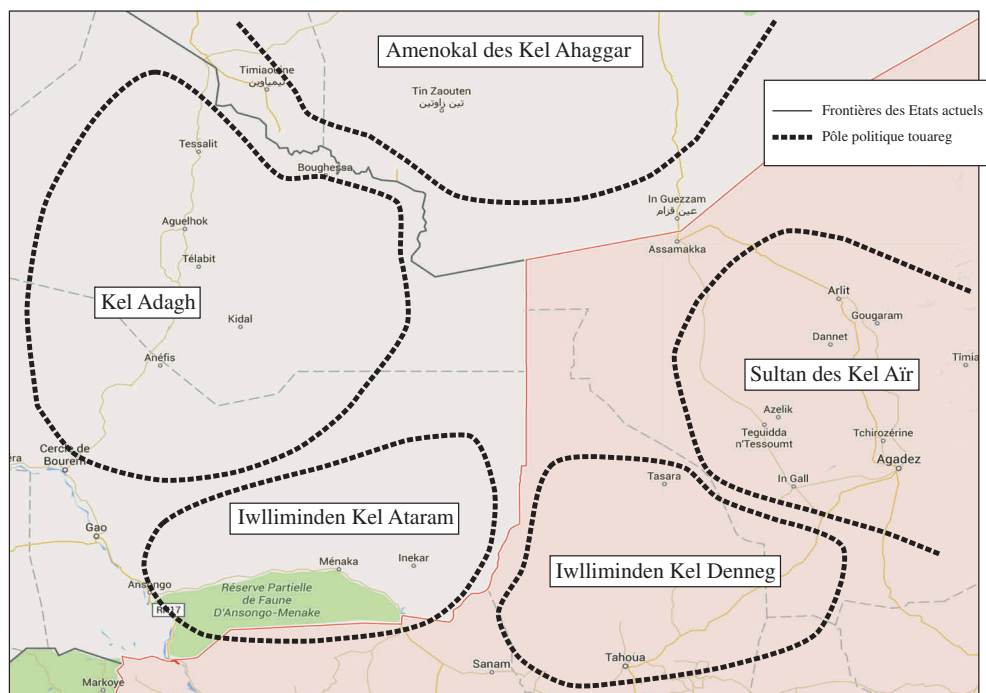 Amenokal des Kel Ahaggar
Timiaouine
تيمياوين
Tin Zaouten
تين زاوتين
Frontières des Etats actuels
Pôle politique touareg
Tessalit
Boughessa
In Guezzam
عين قزام
Aguelhok
Assamakka
Télabit
Kel Adagh
Arlit
Kidal
Gougaram
Dannet
Anéfis
Timia
Sultan des Kel Aïr
Azelik
Teguidda
n'Tessoumt
Tchirozérine
Cercle de
Bourem
era
Agadez
Tasara
In Gall
Iwlliminden Kel Ataram
Gao
Ménaka
Inekar
Iwlliminden Kel Denneg
Ansongo
Réserve Partielle
de Faune
D'Ansongo-Menake
RN17
Sanam
Tahoua
Markoye